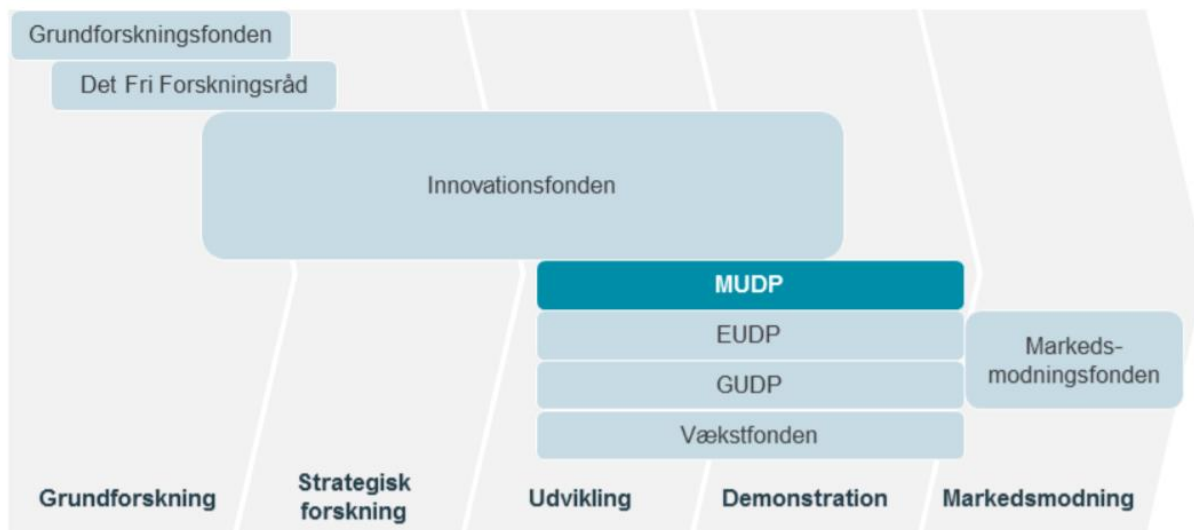 Grundforskningsfonden
Det Fri Forskningsråd
Innovationsfonden
MUDP
EUDP
GUDP
Vækstfonden
Markeds-
modningsfonden
Grundforskning
Strategisk
forskning
Udvikling
Demonstration
Markedsmodning